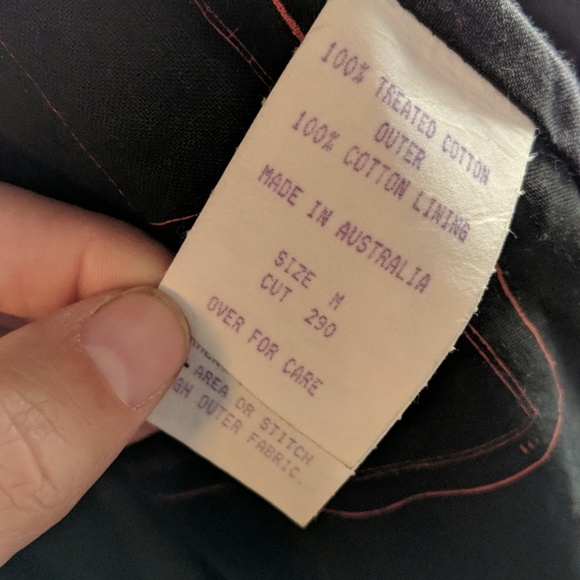 100% TREATED COTTON
OUTER
100% COTTON LINING
MADE IN AUSTRALIA
SIZE M
CUT 290
OVER FOR CARE
AREA OR STITCH
OUTER FABRIC.